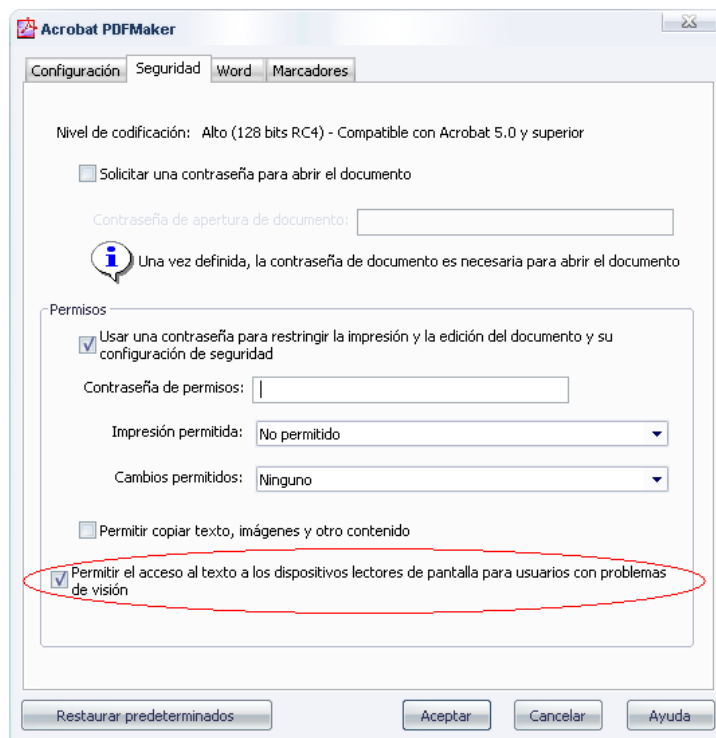 Acrobat PDFMaker
Configuración Seguridad Word Marcadores
Nivel de codificación: Alto (128 bits RC4) - Compatible con Acrobat 5.0 y superior
Solicitar una contraseña para abrir el documento
Contraseña de apertura de documento:
Una vez definida, la contraseña de documento es necesaria para abrir el documento
Permisos
Usar una contraseña para restringir la impresión y la edición del documento y su
configuración de seguridad
Contraseña de permisos:
Impresión permitida: No permitido
Cambios permitidos: Ninguno
Permitir copiar texto, imágenes y otro contenido
Permitir el acceso al texto a los dispositivos lectores de pantalla para usuarios con problemas
de visión
Restaurar predeterminados Aceptar Cancelar Ayuda